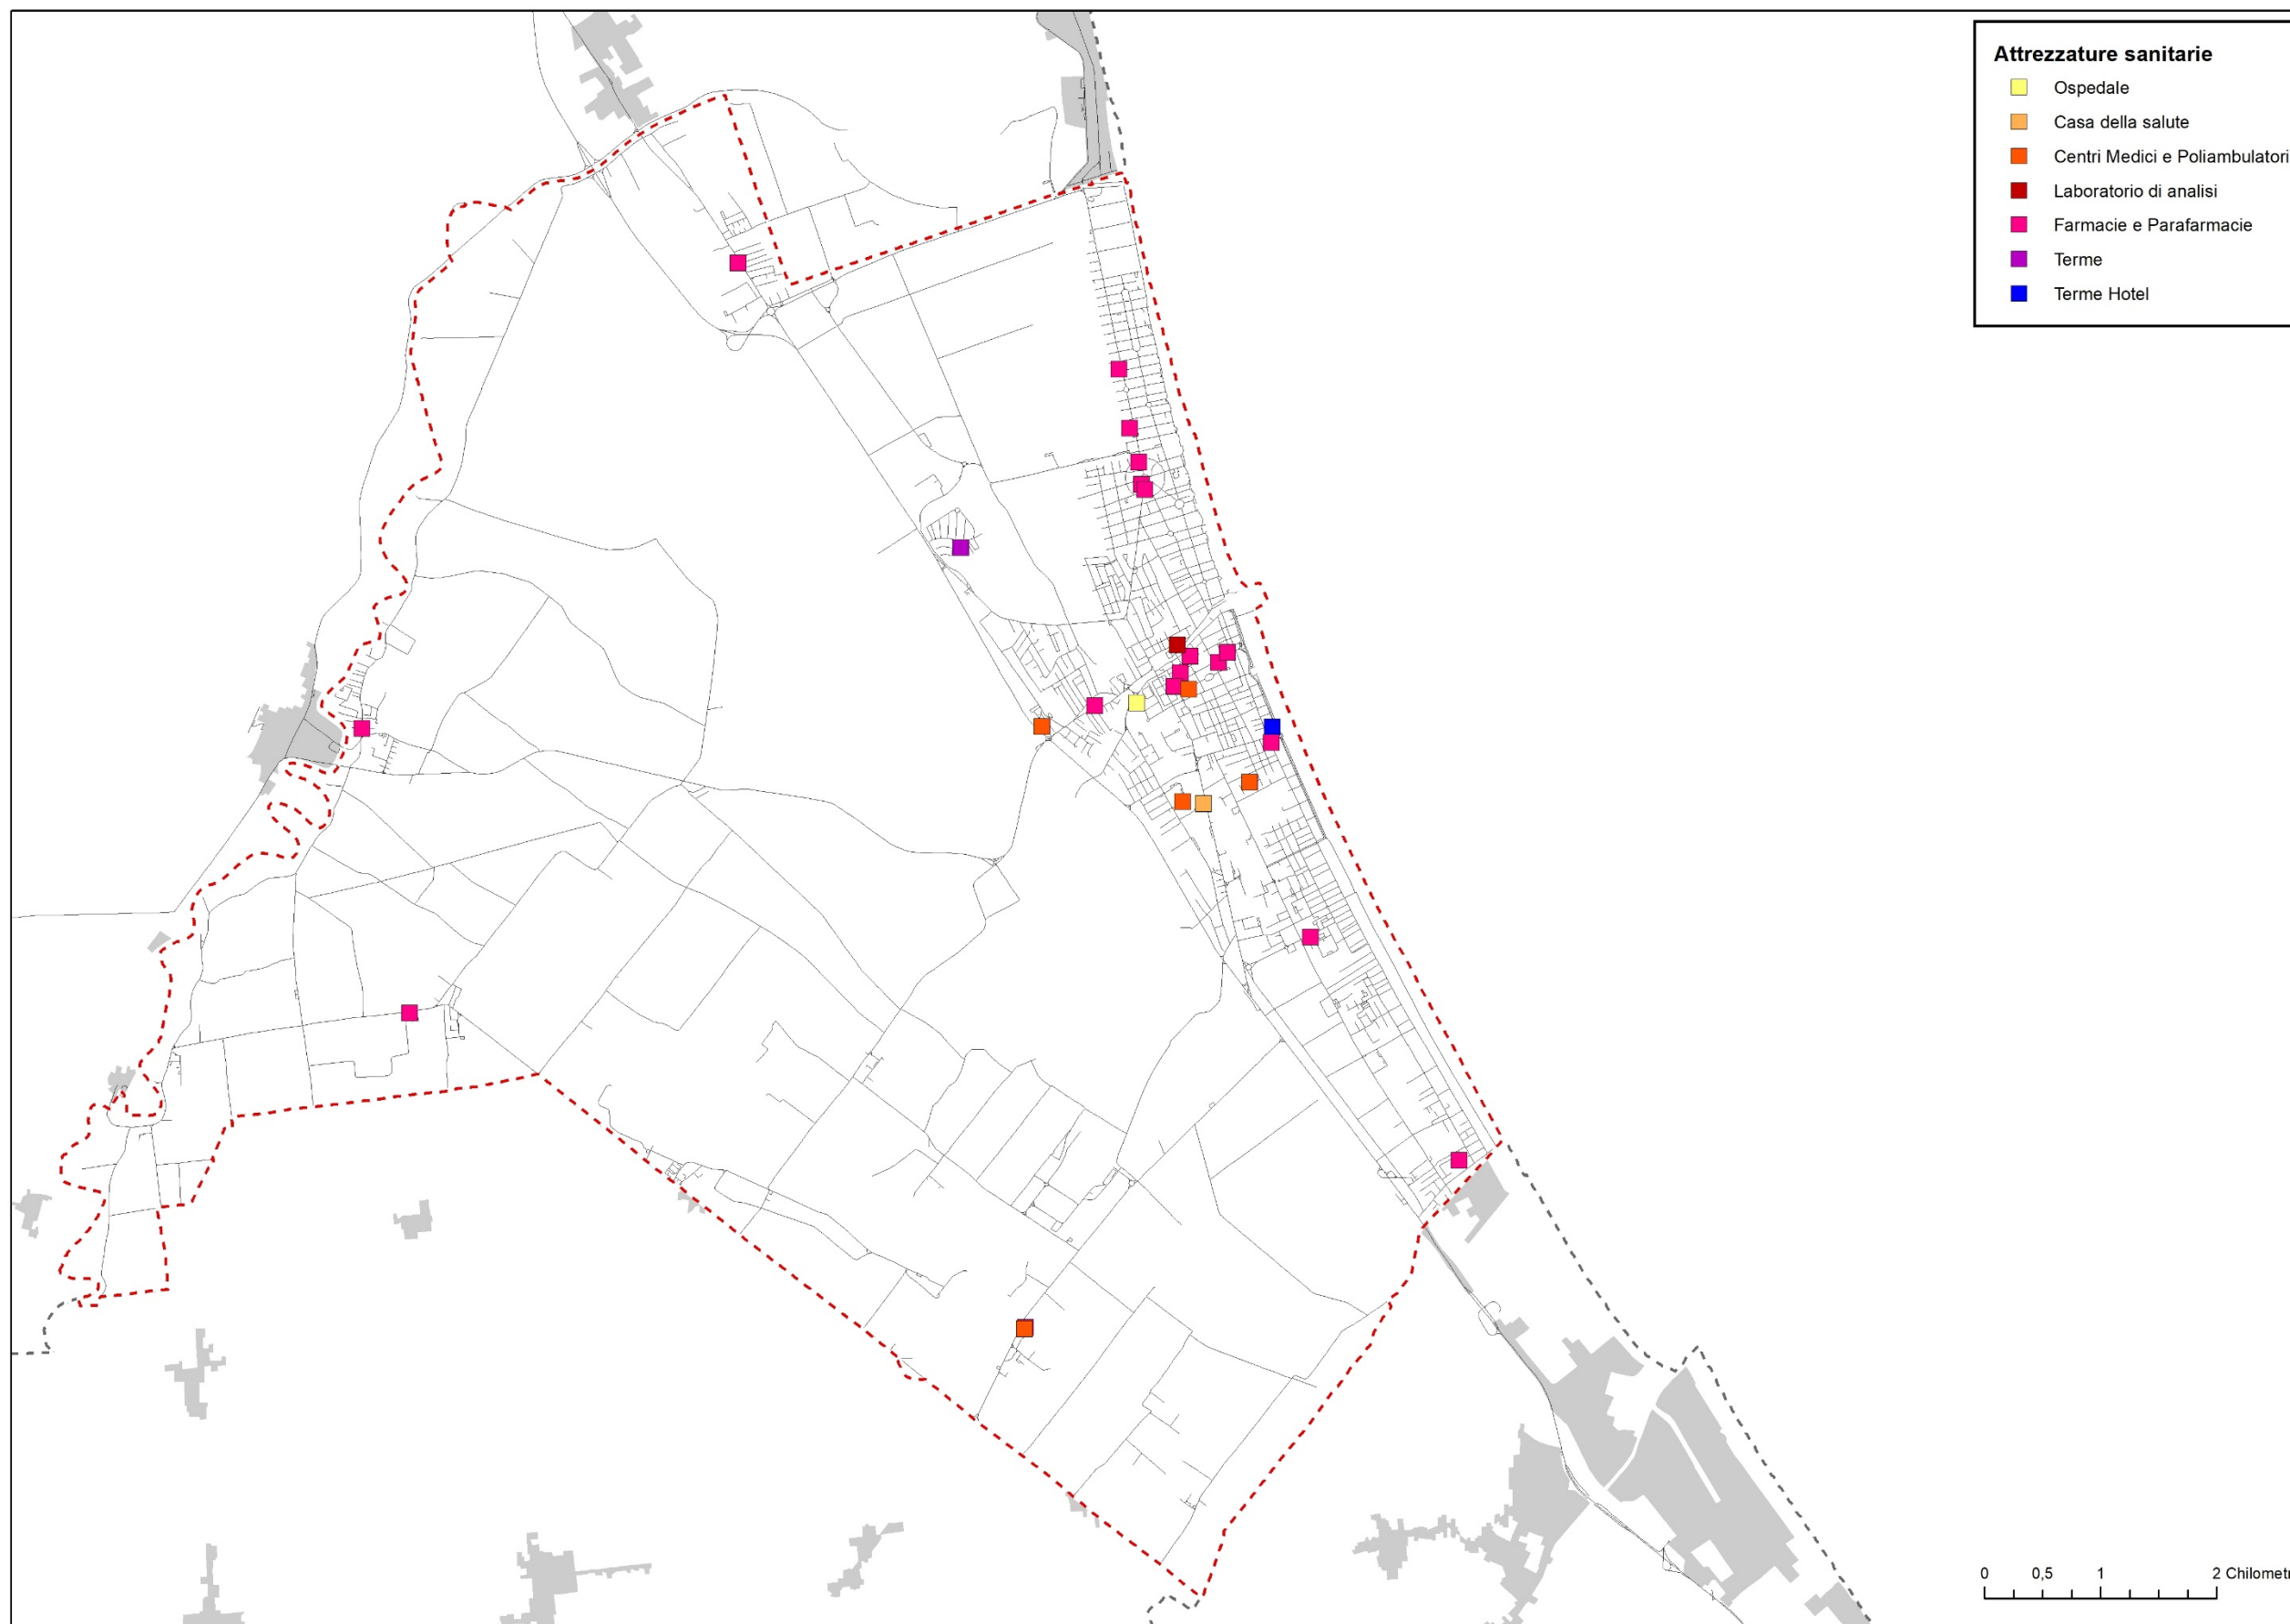 Attrezzature sanitarie
Ospedale
Casa della salute
Centri Medici e Poliambulatori
Laboratorio di analisi
Farmacie e Parafarmacie
Terme
Terme Hotel
0 0,5 1 2 Chilometri